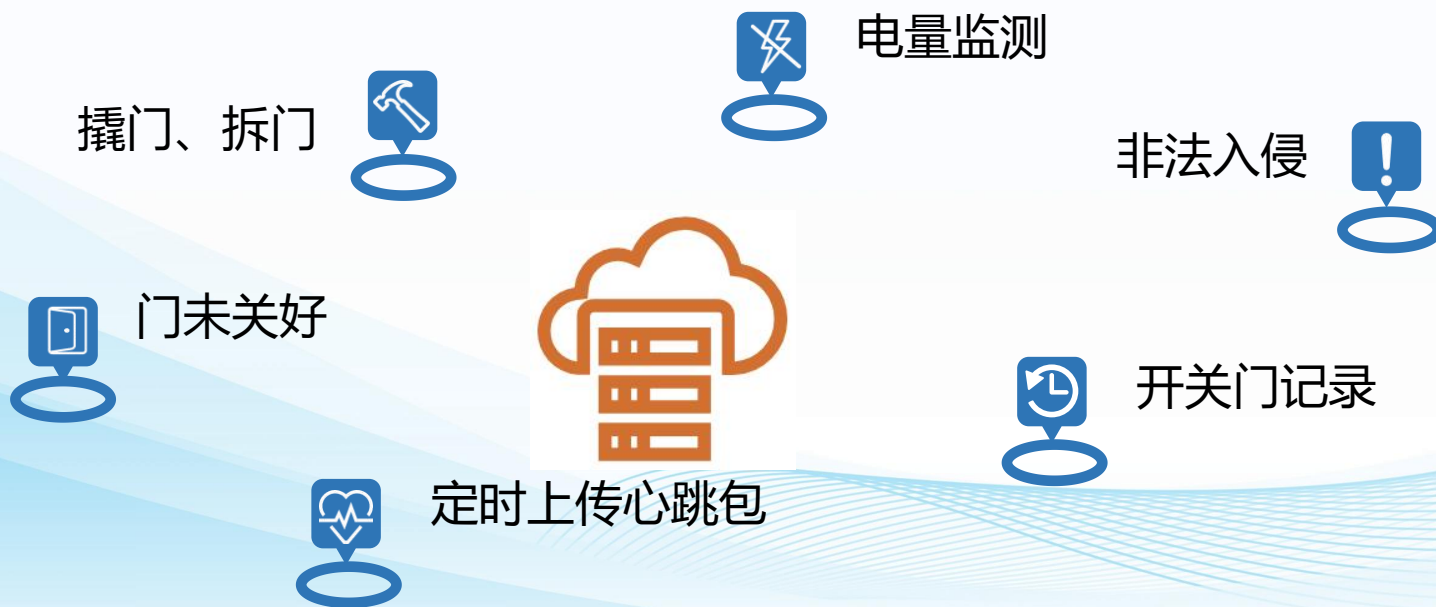 电量监测
撬门、拆门
非法入侵
门未关好
开关门记录
定时上传心跳包